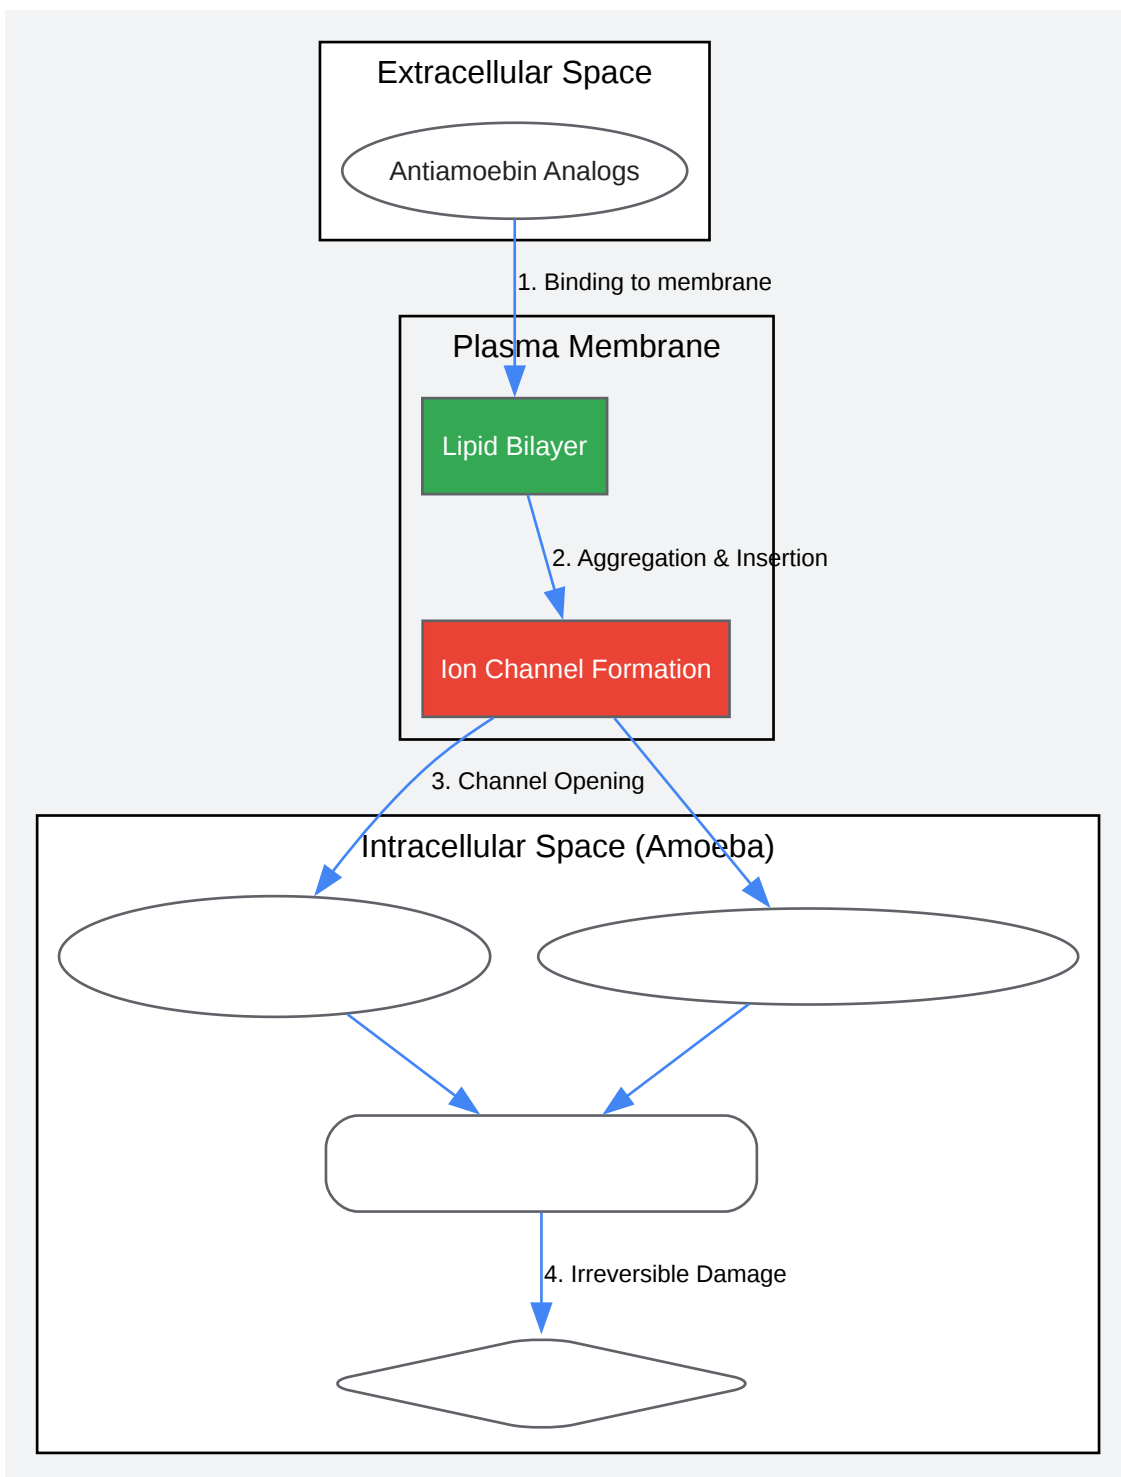 Extracellular Space
Antiamoebin Analogs
1. Binding to membrane
Plasma Membrane
Lipid Bilayer
2. Aggregation & Insertion
Ion Channel Formation
3. Channel Opening
Intracellular Space (Amoeba)
4. Irreversible Damage